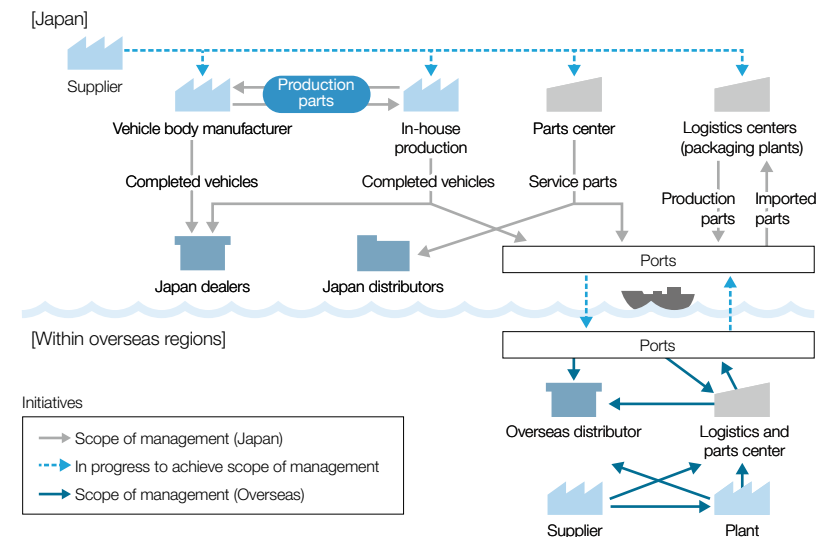 [Japan]
Supplier
Production
parts
Vehicle body manufacturer
In-house
production
Parts center
Logistics centers
(packaging plants)
Completed vehicles
Completed vehicles
Service parts
Production
parts
Imported
parts
Japan dealers
Japan distributors
Ports
[Within overseas regions]
Ports
Overseas distributor
Logistics and
parts center
Initiatives
Scope of management (Japan)
In progress to achieve scope of management
Scope of management (Overseas)
Supplier
Plant